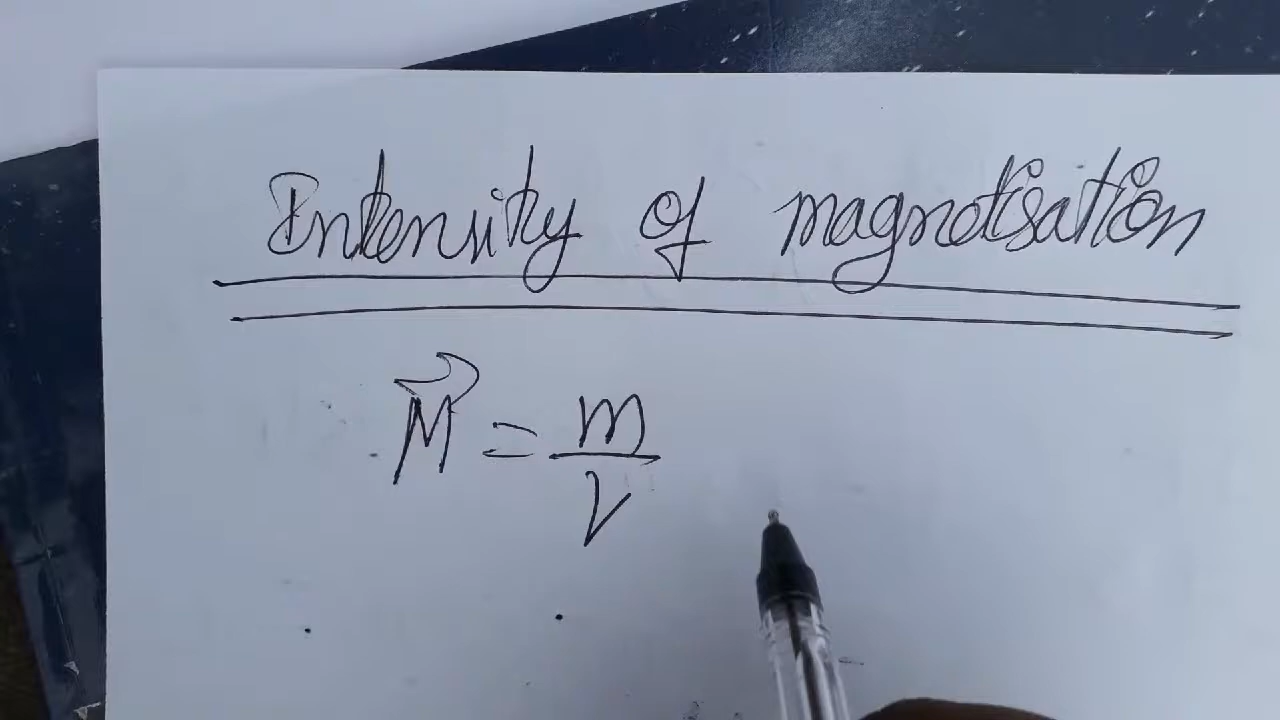 Intensity of magnetisation
M⃗ = m/V